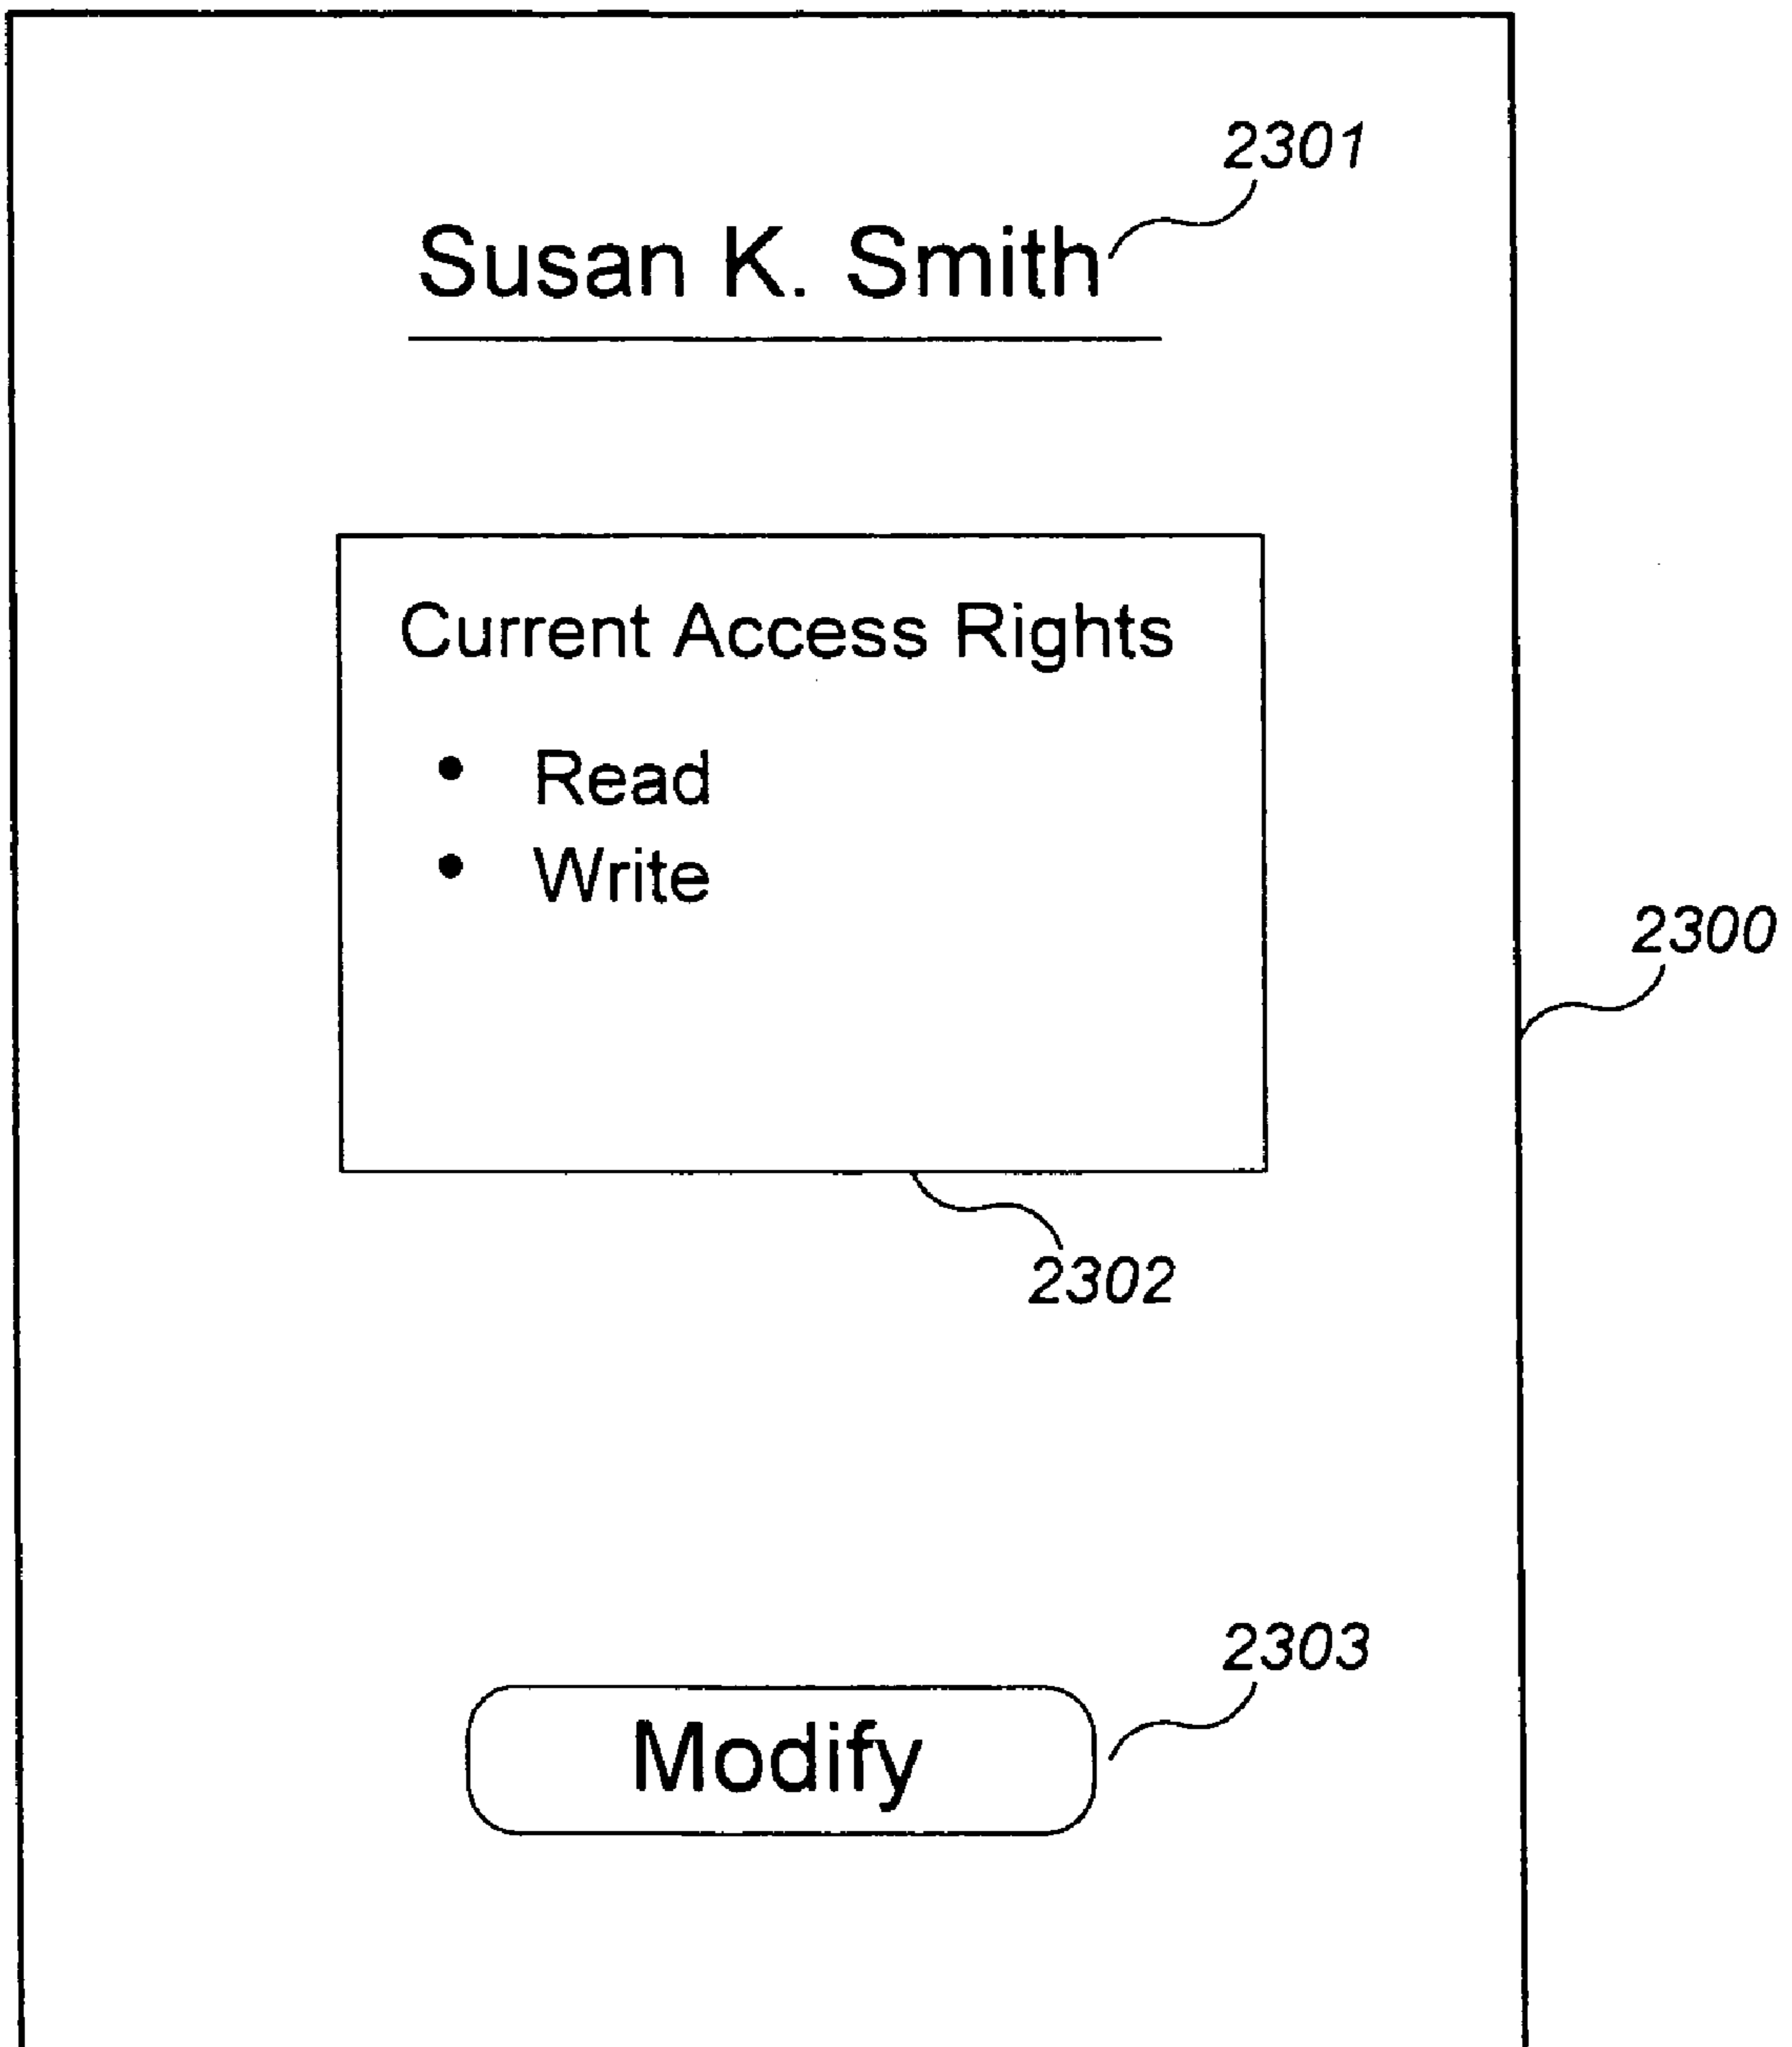 2301
Susan K. Smith
Current Access Rights
• Read
• Write
2300
2302
2303
Modify